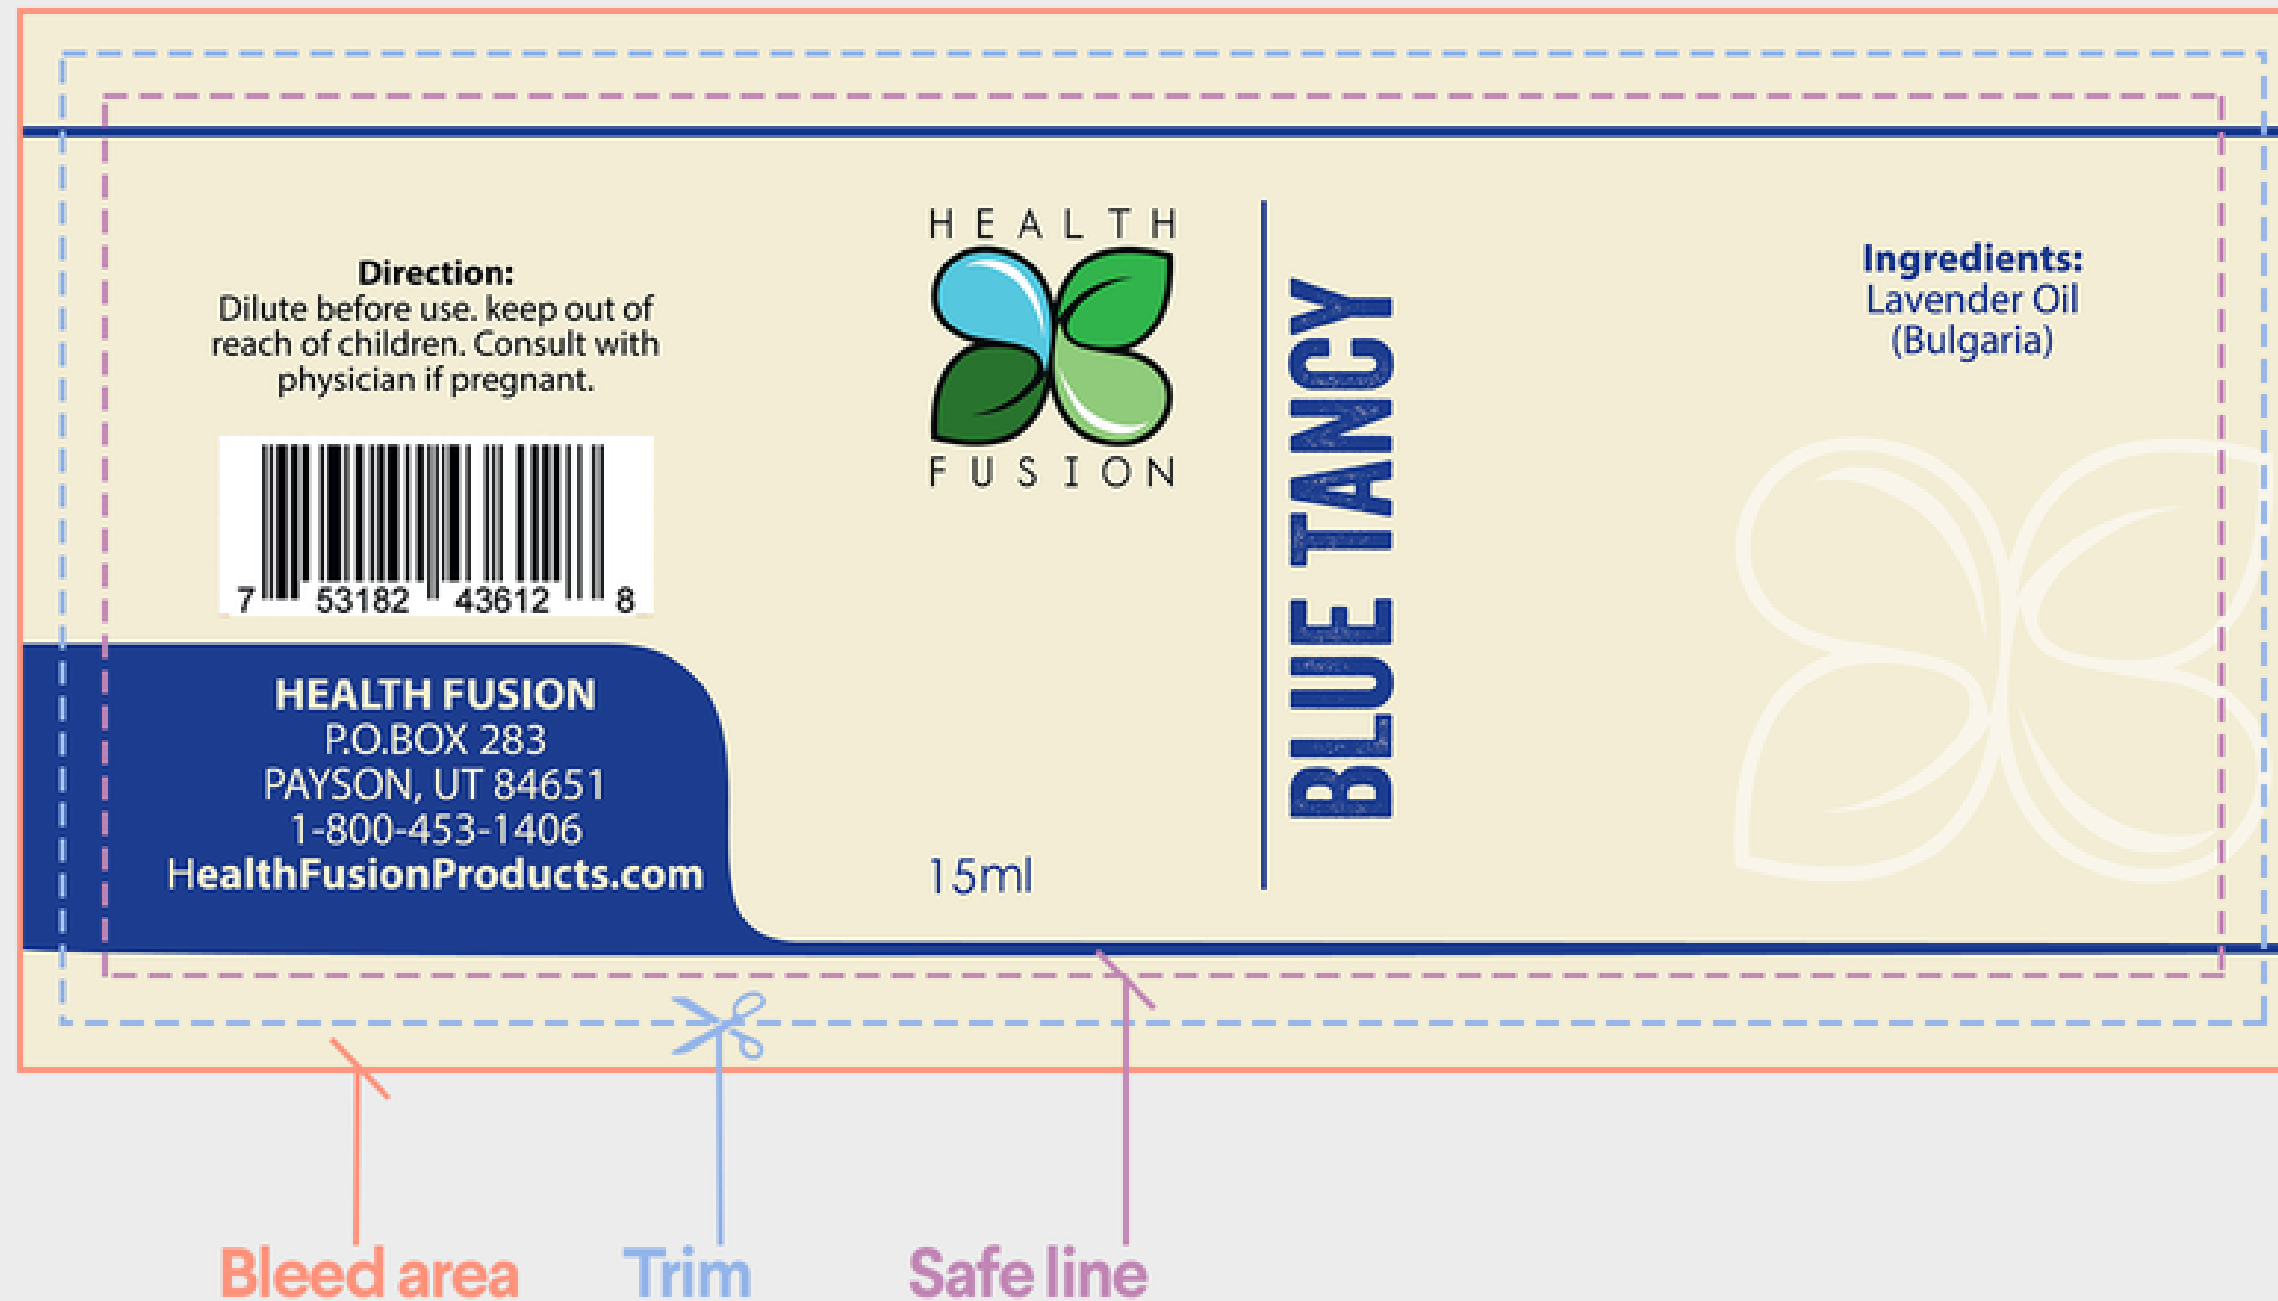 Direction:
Dilute before use. keep out of
reach of children. Consult with
physician if pregnant.
7 53182 43612 8
HEALTH FUSION
P.O.BOX 283
PAYSON, UT 84651
1-800-453-1406
HealthFusionProducts.com
HEALTH
FUSION
15ml
BLUE TANCY
Ingredients:
Lavender Oil
(Bulgaria)
Bleed area
Trim
Safe line